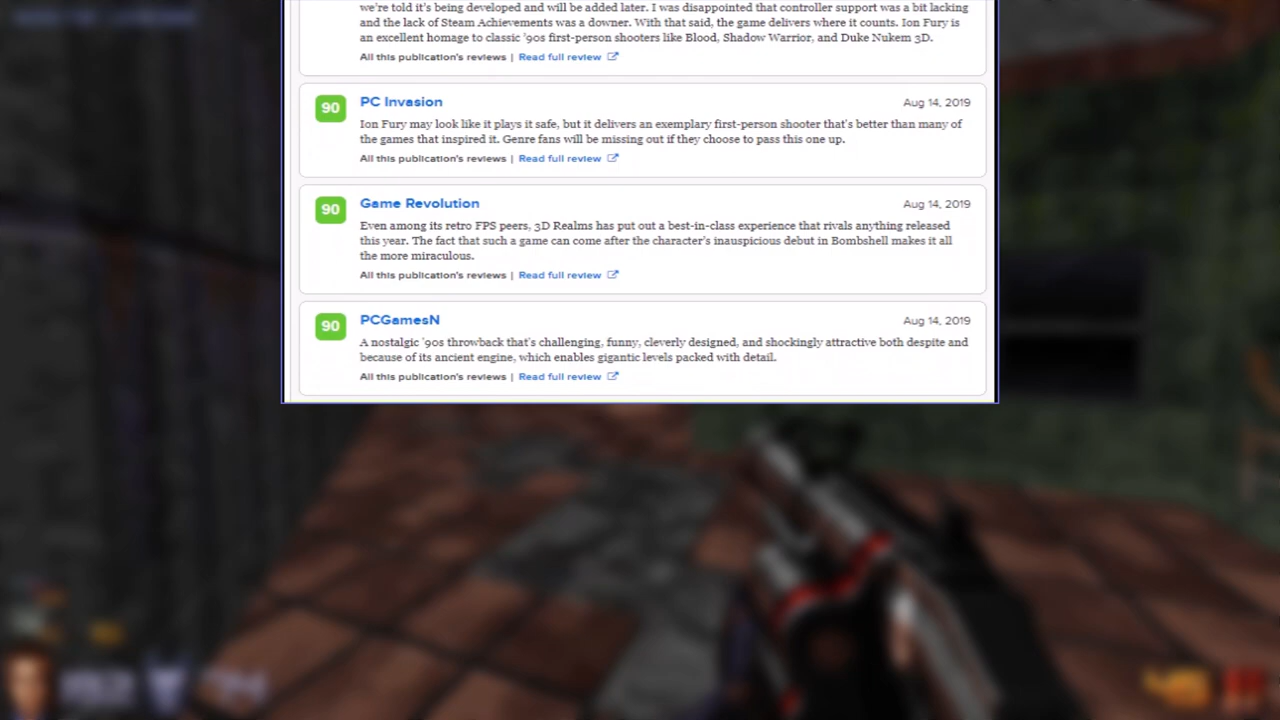 we're told it's being developed and will be added later. I was disappointed that controller support was a bit lacking
and the lack of Steam Achievements was a downer. With that said, the game delivers where it counts. Ion Fury is
an excellent homage to classic '90s first-person shooters like Blood, Shadow Warrior, and Duke Nukem 3D.
All this publication's reviews | Read full review
90 PC Invasion Aug 14, 2019
Ion Fury may look like it plays it safe, but it delivers an exemplary first-person shooter that's better than many of
the games that inspired it. Genre fans will be missing out if they choose to pass this one up.
All this publication's reviews | Read full review
90 Game Revolution Aug 14, 2019
Even among its retro FPS peers, 3D Realms has put out a best-in-class experience that rivals anything released
this year. The fact that such a game can come after the character's inauspicious debut in Bombshell makes it all
the more miraculous.
All this publication's reviews | Read full review
90 PCGamesN Aug 14, 2019
A nostalgic '90s throwback that's challenging, funny, cleverly designed, and shockingly attractive both despite and
because of its ancient engine, which enables gigantic levels packed with detail.
All this publication's reviews | Read full review